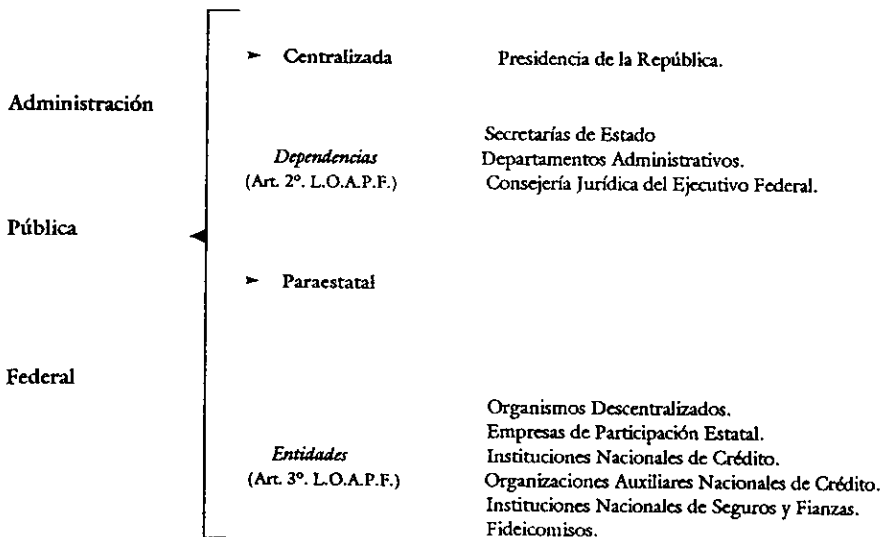 ➤ Centralizada Presidencia de la República.
Administración
Secretarías de Estado
Dependencias Departamentos Administrativos.
(Art. 2º. L.O.A.P.F.) Consejería Jurídica del Ejecutivo Federal.
Pública
➤ Paraestatal
Federal
Organismos Descentralizados.
Empresas de Participación Estatal.
Entidades Instituciones Nacionales de Crédito.
(Art. 3º. L.O.A.P.F.) Organizaciones Auxiliares Nacionales de Crédito.
Instituciones Nacionales de Seguros y Fianzas.
Fideicomisos.